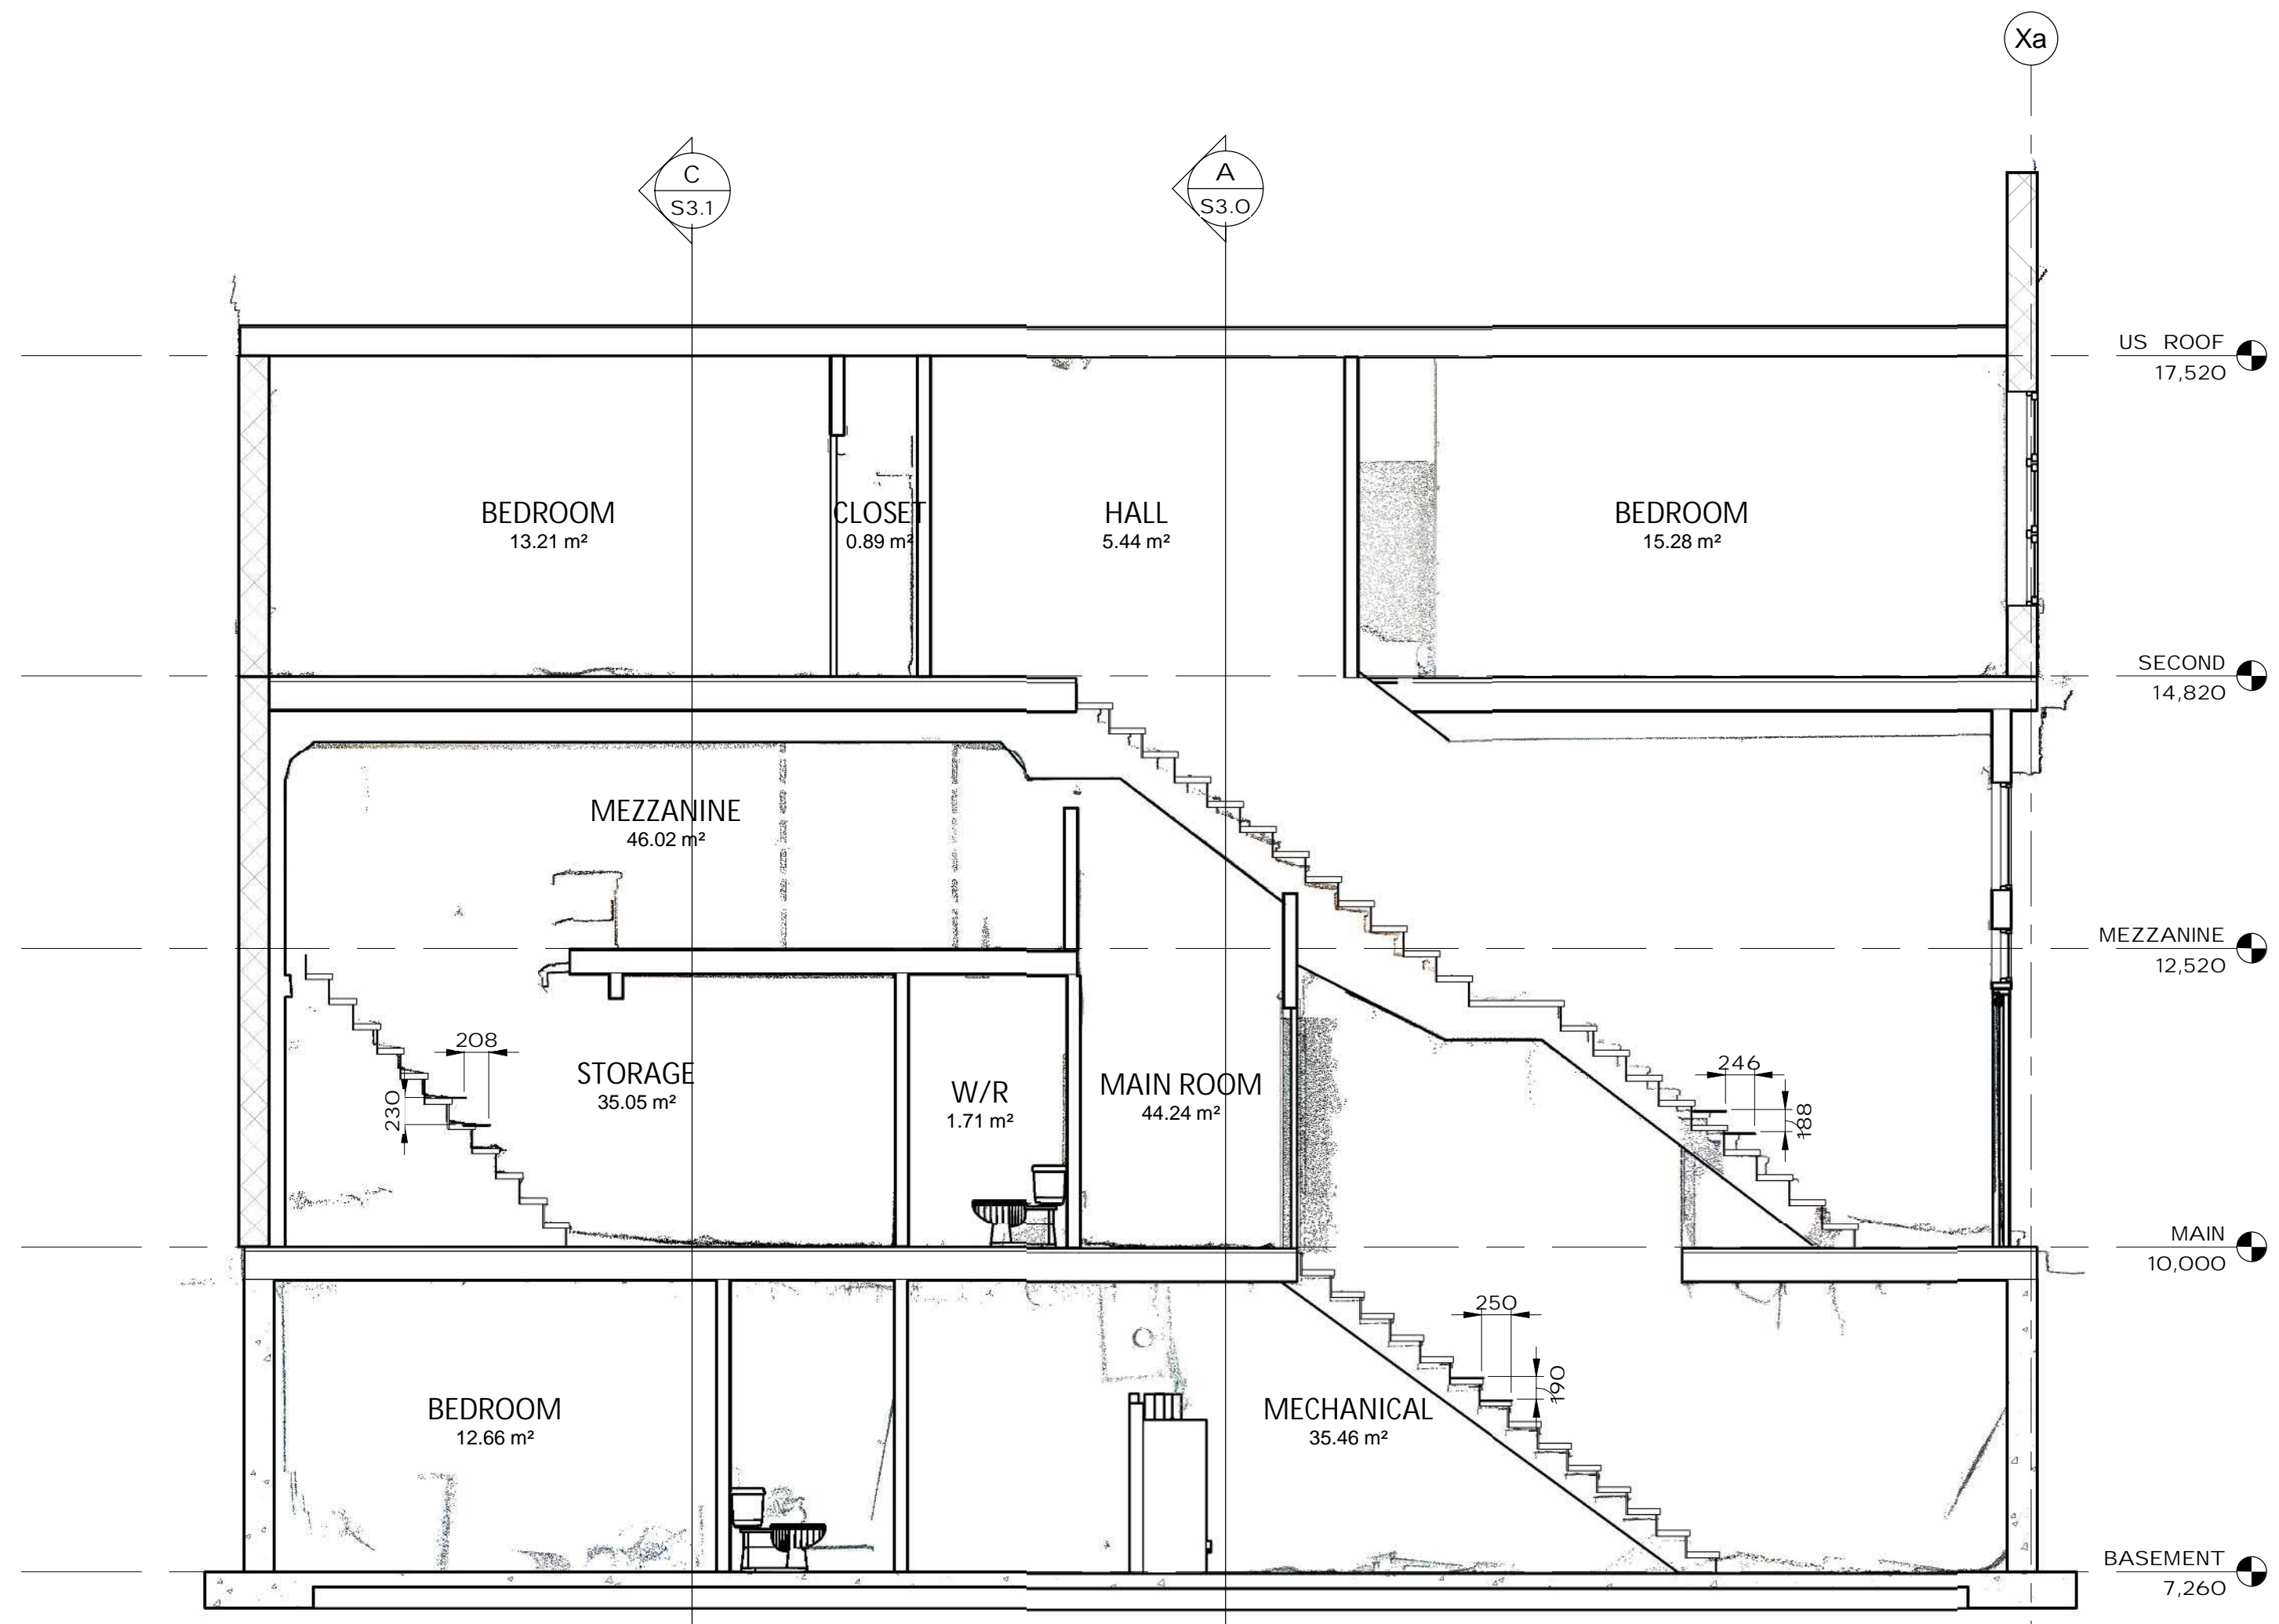 Xa
C
S3.1
A
S3.0
US ROOF
17,520
BEDROOM
13.21 m²
CLOSET
0.89 m²
HALL
5.44 m²
BEDROOM
15.28 m²
SECOND
14,820
MEZZANINE
46.02 m²
MEZZANINE
12,520
208
230
STORAGE
35.05 m²
W/R
1.71 m²
MAIN ROOM
44.24 m²
246
188
MAIN
10,000
250
190
BEDROOM
12.66 m²
MECHANICAL
35.46 m²
BASEMENT
7,260